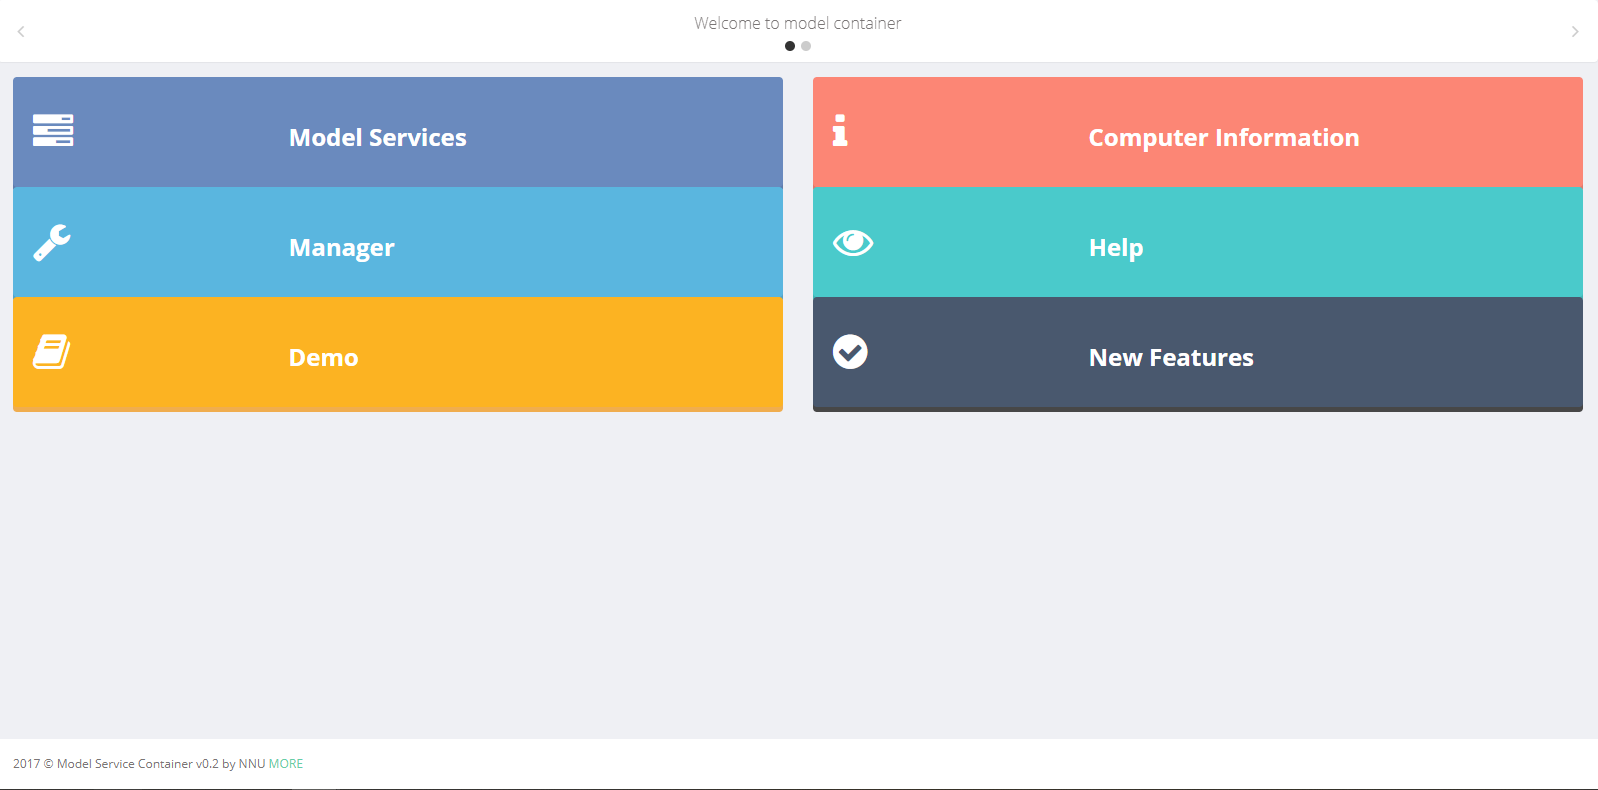 Welcome to model container
Model Services
Computer Information
Manager
Help
Demo
New Features
2017 © Model Service Container v0.2 by NNU MORE